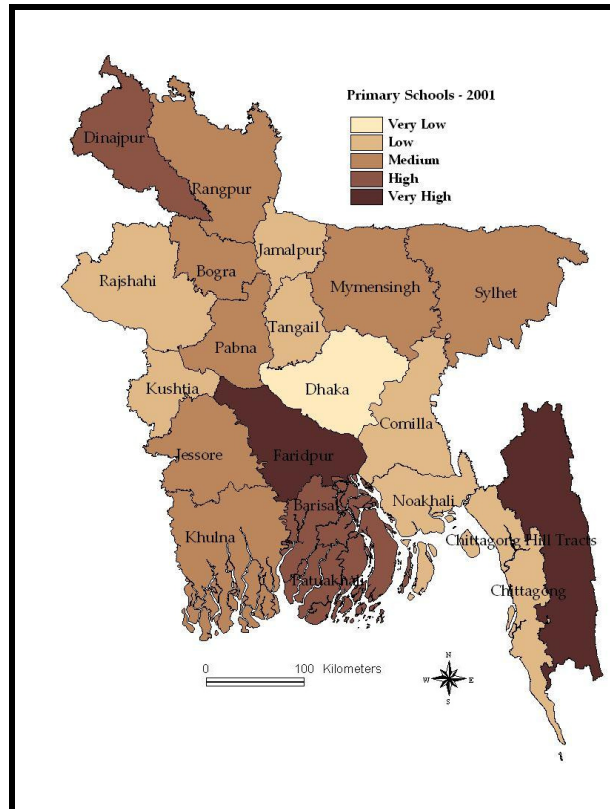 Primary Schools - 2001
Very Low
Low
Medium
High
Very High
Dinajpur
Rangpur
Jamalpur
Rajshahi
Bogra
Mymensingh
Sylhet
Tangail
Pabna
Kushtia
Dhaka
Comilla
Jessore
Faridpur
Barisal
Noakhali
Khulna
Chittagong Hill Tracts
Patuakhali
Chittagong
0 100 Kilometers
N
W E
S